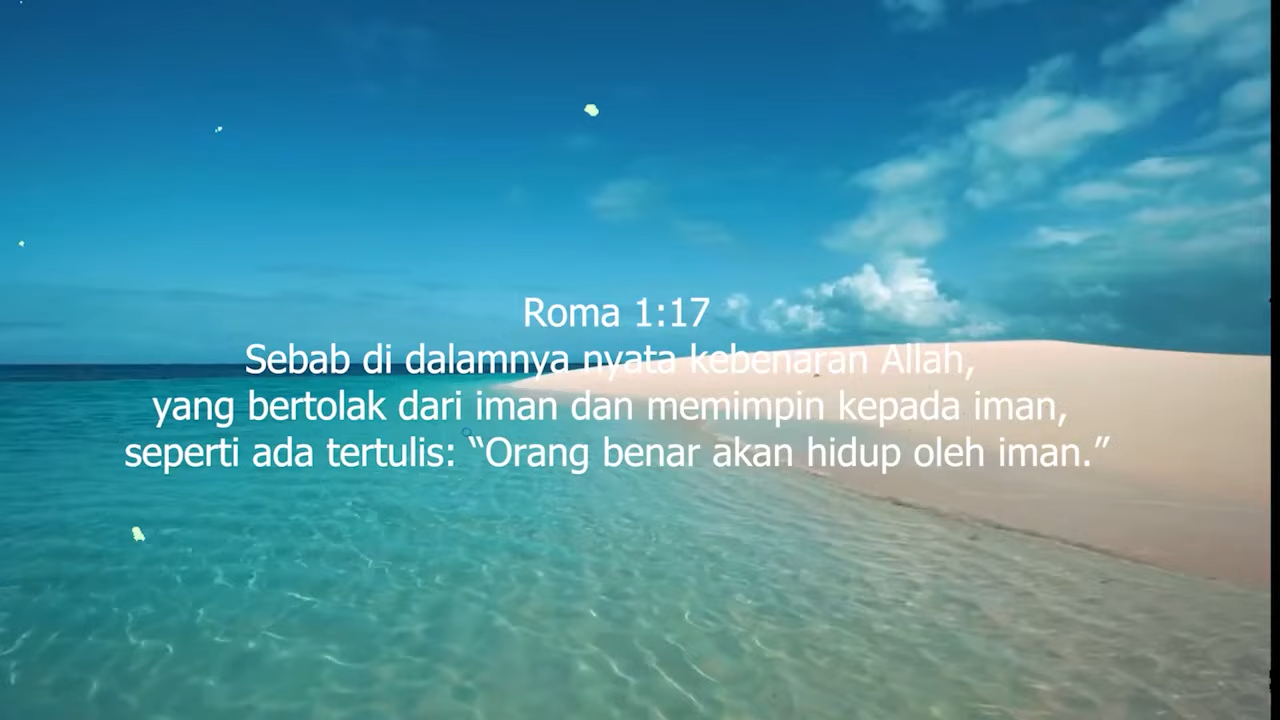 Roma 1:17
Sebab di dalamnya nyata kebenaran Allah,
yang bertolak dari iman dan memimpin kepada iman,
seperti ada tertulis: “Orang benar akan hidup oleh iman.”